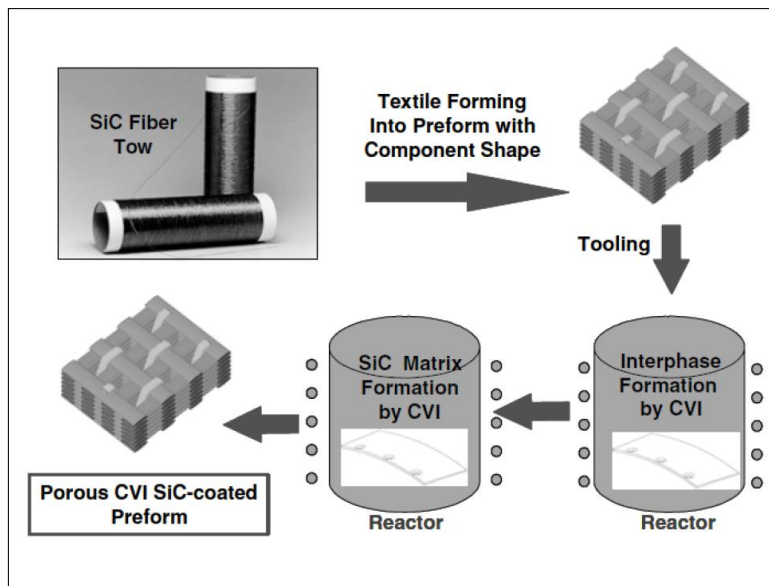 SiC Fiber
Tow
Textile Forming
Into Preform with
Component Shape
Tooling
Interphase
Formation
by CVI
Reactor
SiC Matrix
Formation
by CVI
Reactor
Porous CVI SiC-coated
Preform